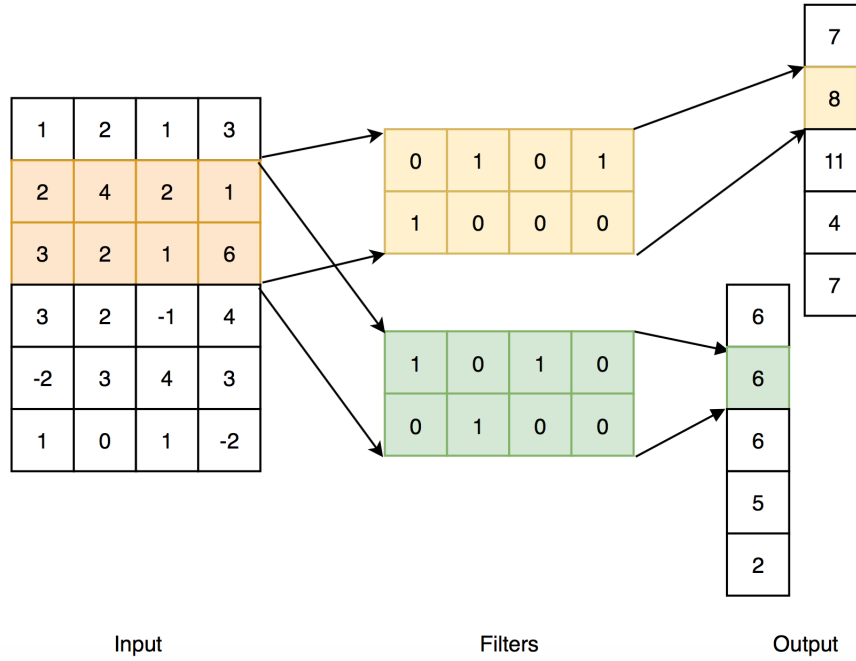 1 2 1 3
2 4 2 1
3 2 1 6
3 2 -1 4
-2 3 4 3
1 0 1 -2
0 1 0 1
1 0 0 0
1 0 1 0
0 1 0 0
7
8
11
4
7
6
6
6
5
2
Input
Filters
Output